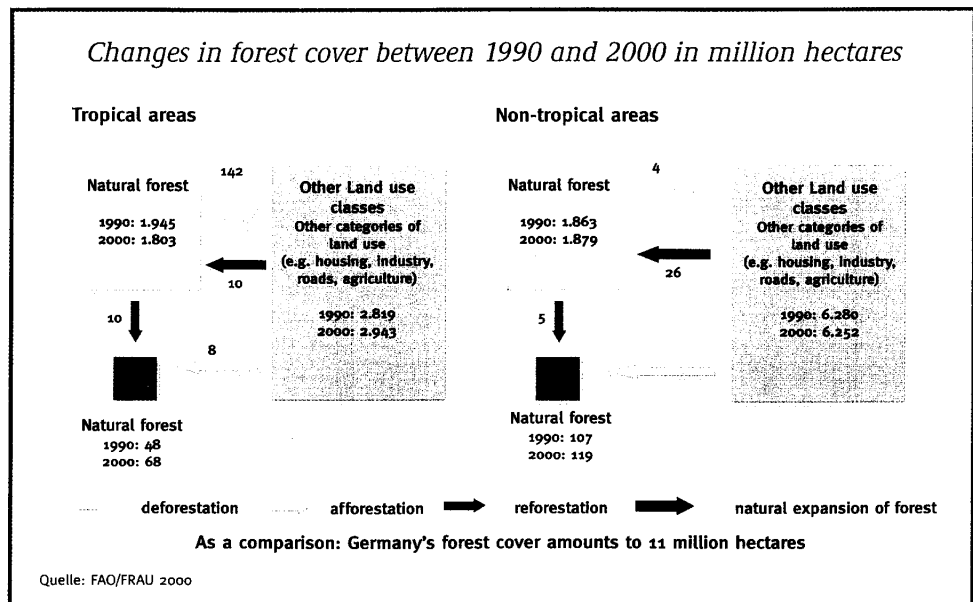 Changes in forest cover between 1990 and 2000 in million hectares
Tropical areas
142
Natural forest
1990: 1.945
2000: 1.803
Other Land use
classes
Other categories of
land use
(e.g. housing, industry,
roads, agriculture)
1990: 2.819
2000: 2.943
10
10
8
Natural forest
1990: 48
2000: 68
Non-tropical areas
4
Natural forest
1990: 1.863
2000: 1.879
Other Land use
classes
Other categories of
land use
(e.g. housing, industry,
roads, agriculture)
1990: 6.280
2000: 6.252
26
5
Natural forest
1990: 107
2000: 119
deforestation
afforestation
reforestation
natural expansion of forest
As a comparison: Germany's forest cover amounts to 11 million hectares
Quelle: FAO/FRAU 2000